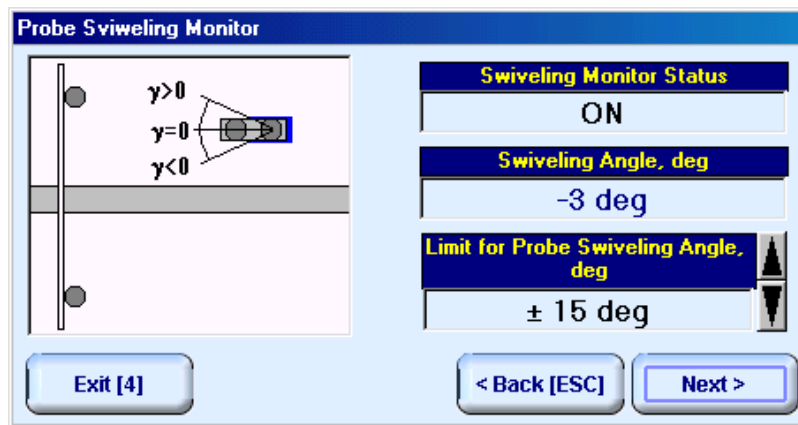 Probe Sviweling Monitor
γ>0
γ=0
γ<0
Swiveling Monitor Status
ON
Swiveling Angle, deg
-3 deg
Limit for Probe Swiveling Angle,
deg
± 15 deg
Exit [4]
< Back [ESC]
Next >